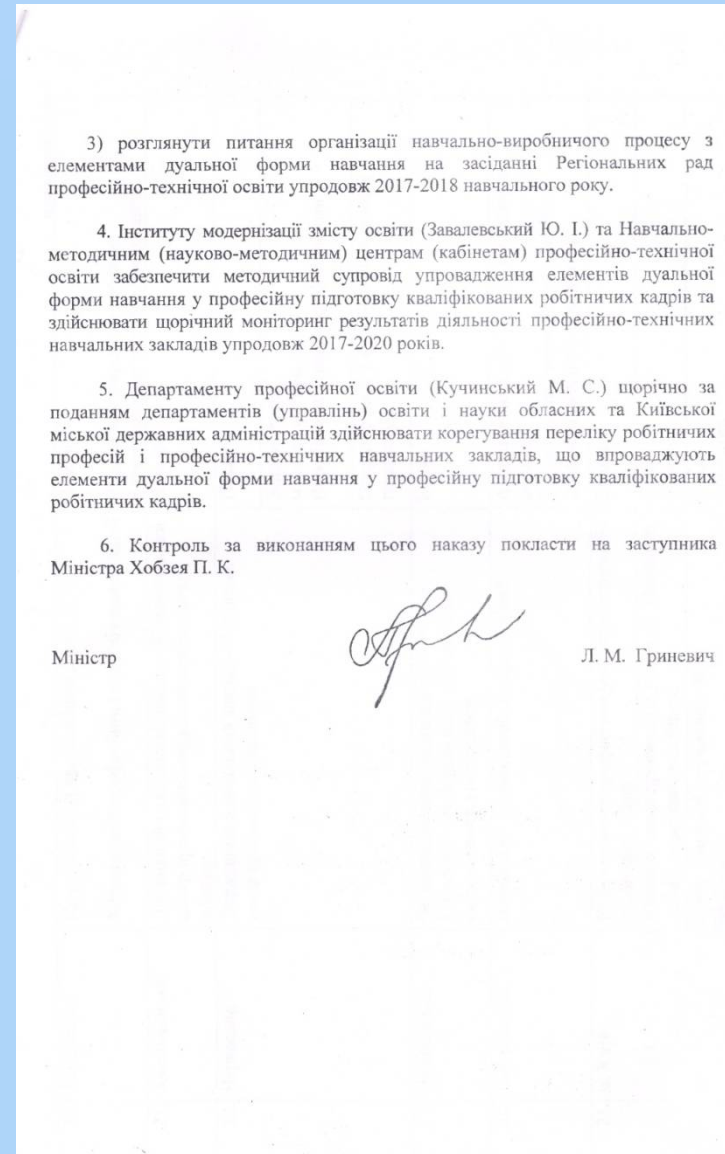 3) розглянути питання організації навчально-виробничого процесу з
елементами дуальної форми навчання на засіданні Регіональних рад
професійно-технічної освіти упродовж 2017-2018 навчального року.
4. Інституту модернізації змісту освіти (Завалевський Ю. І.) та Навчально-
методичним (науково-методичним) центрам (кабінетам) професійно-технічної
освіти забезпечити методичний супровід упровадження елементів дуальної
форми навчання у професійну підготовку кваліфікованих робітничих кадрів та
здійснювати щорічний моніторинг результатів діяльності професійно-технічних
навчальних закладів упродовж 2017-2020 років.
5. Департаменту професійної освіти (Кучинський М. С.) щорічно за
поданням департаментів (управлінь) освіти і науки обласних та Київської
міської державних адміністрацій здійснювати корегування переліку робітничих
професій і професійно-технічних навчальних закладів, що впроваджують
елементи дуальної форми навчання у професійну підготовку кваліфікованих
робітничих кадрів.
6. Контроль за виконанням цього наказу покласти на заступника
Міністра Хобзея П. К.
Міністр Л. М. Гриневич